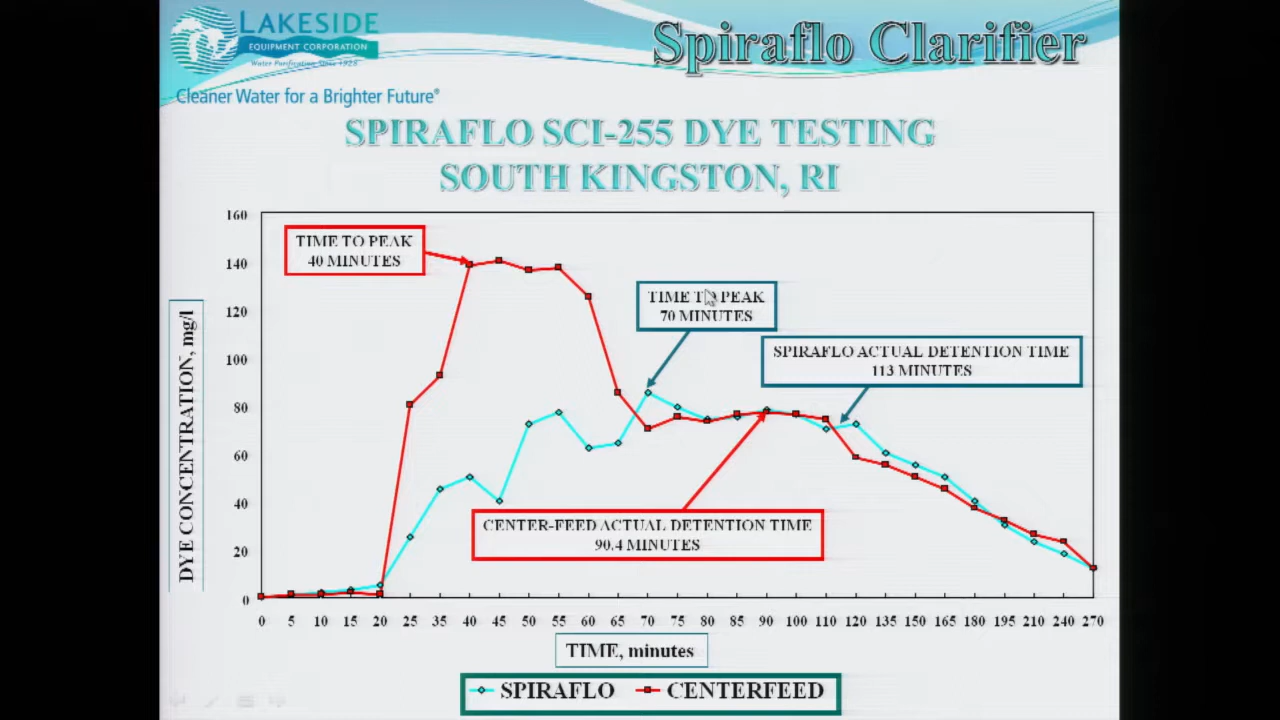 LAKESIDE
EQUIPMENT CORPORATION
Water Purification Since 1928
Cleaner Water for a Brighter Future®
Spiraflo Clarifier
SPIRAFLO SCI-255 DYE TESTING
SOUTH KINGSTON, RI
160
140
120
100
80
60
40
20
0
DYE CONCENTRATION, mg/l
TIME TO PEAK
40 MINUTES
TIME TO PEAK
70 MINUTES
SPIRAFLO ACTUAL DETENTION TIME
113 MINUTES
CENTER-FEED ACTUAL DETENTION TIME
90.4 MINUTES
0 5 10 15 20 25 35 40 45 50 55 60 65 70 75 80 85 90 100 110 120 135 150 165 180 195 210 240 270
TIME, minutes
SPIRAFLO CENTERFEED